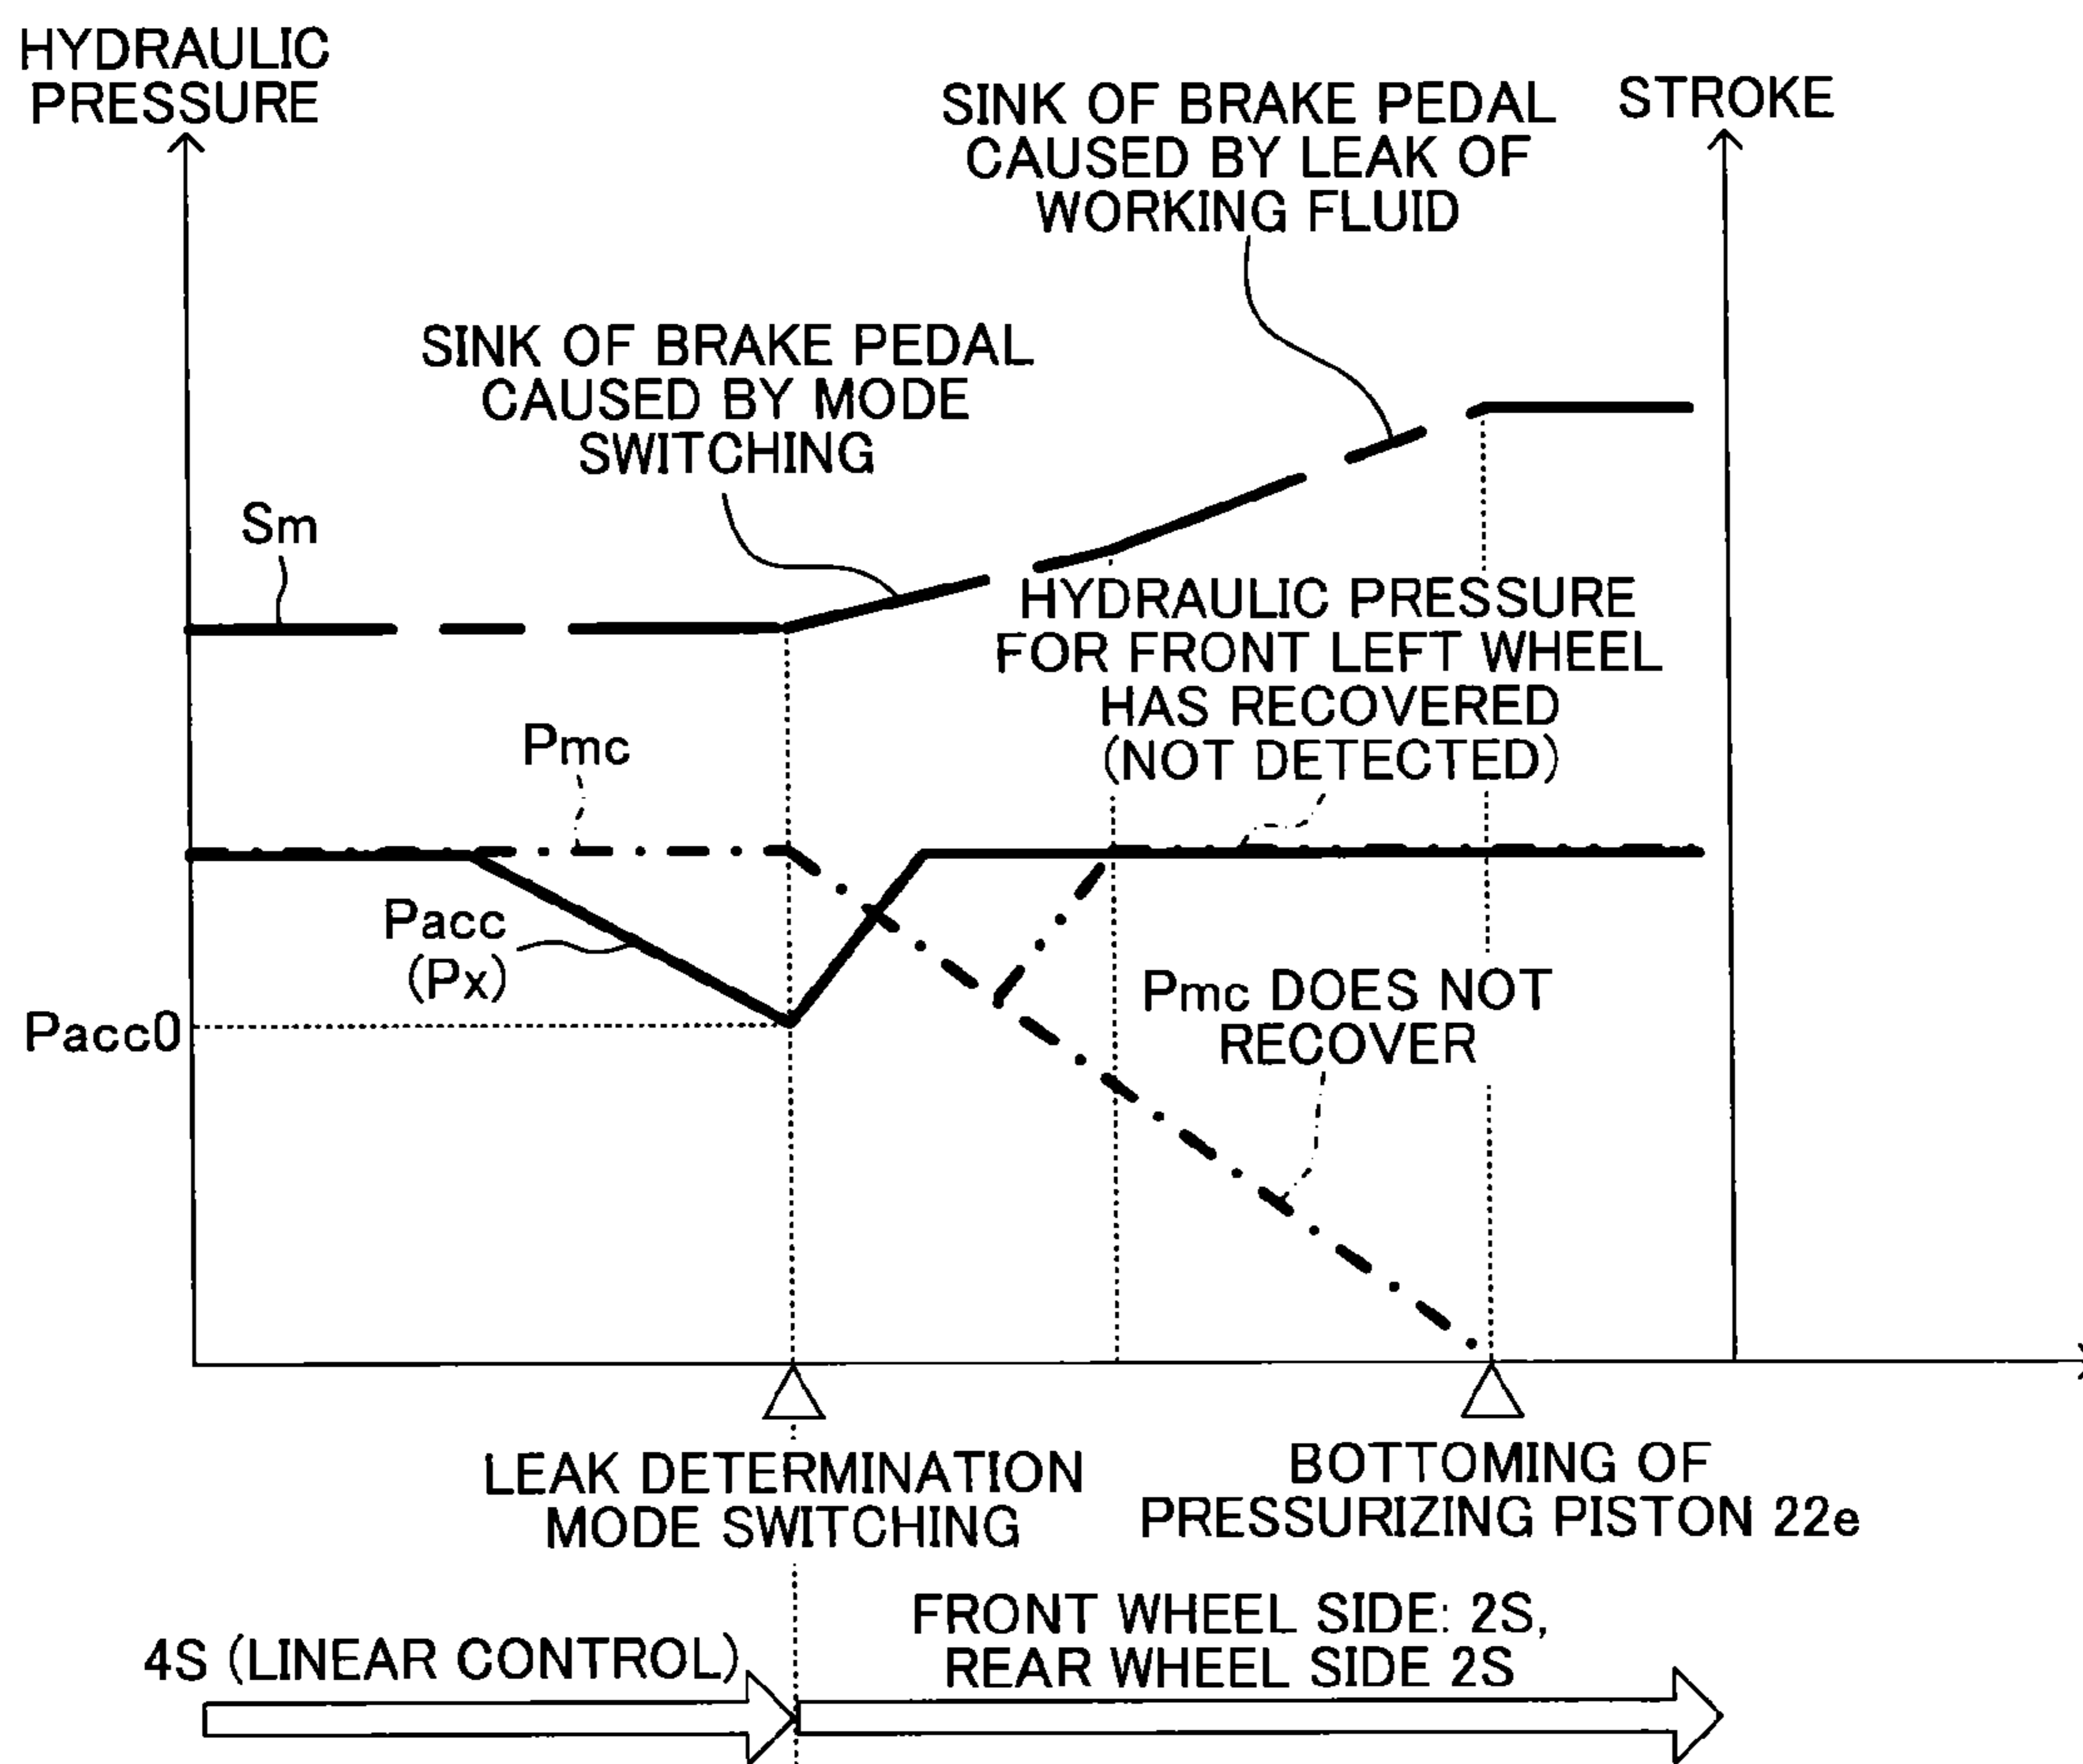 HYDRAULIC
PRESSURE
SINK OF BRAKE PEDAL
CAUSED BY LEAK OF
WORKING FLUID
STROKE
SINK OF BRAKE PEDAL
CAUSED BY MODE
SWITCHING
Sm
HYDRAULIC PRESSURE
FOR FRONT LEFT WHEEL
HAS RECOVERED
(NOT DETECTED)
Pmc
Pacc
(Px)
Pmc DOES NOT
RECOVER
Pacc0
LEAK DETERMINATION
MODE SWITCHING
BOTTOMING OF
PRESSURIZING PISTON 22e
4S (LINEAR CONTROL)
FRONT WHEEL SIDE: 2S,
REAR WHEEL SIDE 2S